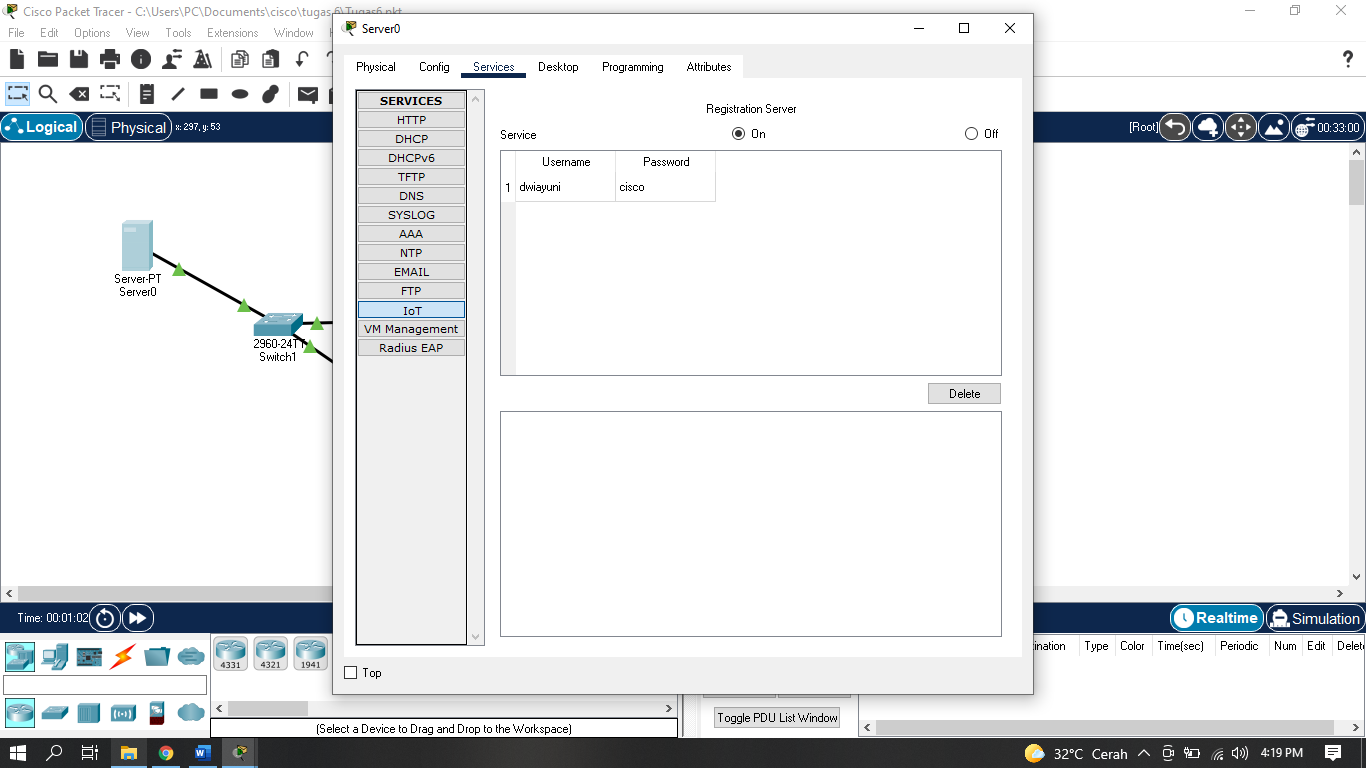 Cisco Packet Tracer - C:\Users\PC\Documents\cisco\tugas 6\Tugas6.pkt
File Edit Options View Tools Extensions Window
Logical Physical x: 297, y: 53
[Root] 00:33:00
Server-PT
Server0
2960-24TT
Switch1
Server0
Physical Config Services Desktop Programming Attributes
SERVICES
HTTP
DHCP
DHCPv6
TFTP
DNS
SYSLOG
AAA
NTP
EMAIL
FTP
IoT
VM Management
Radius EAP
Registration Server
Service On Off
Username Password
1 dwiayuni cisco
Delete
Top
Time: 00:01:02
Realtime Simulation
4331 4321 1941
(Select a Device to Drag and Drop to the Workspace)
Toggle PDU List Window
ination Type Color Time(sec) Periodic Num Edit Delet
32°C Cerah 4:19 PM